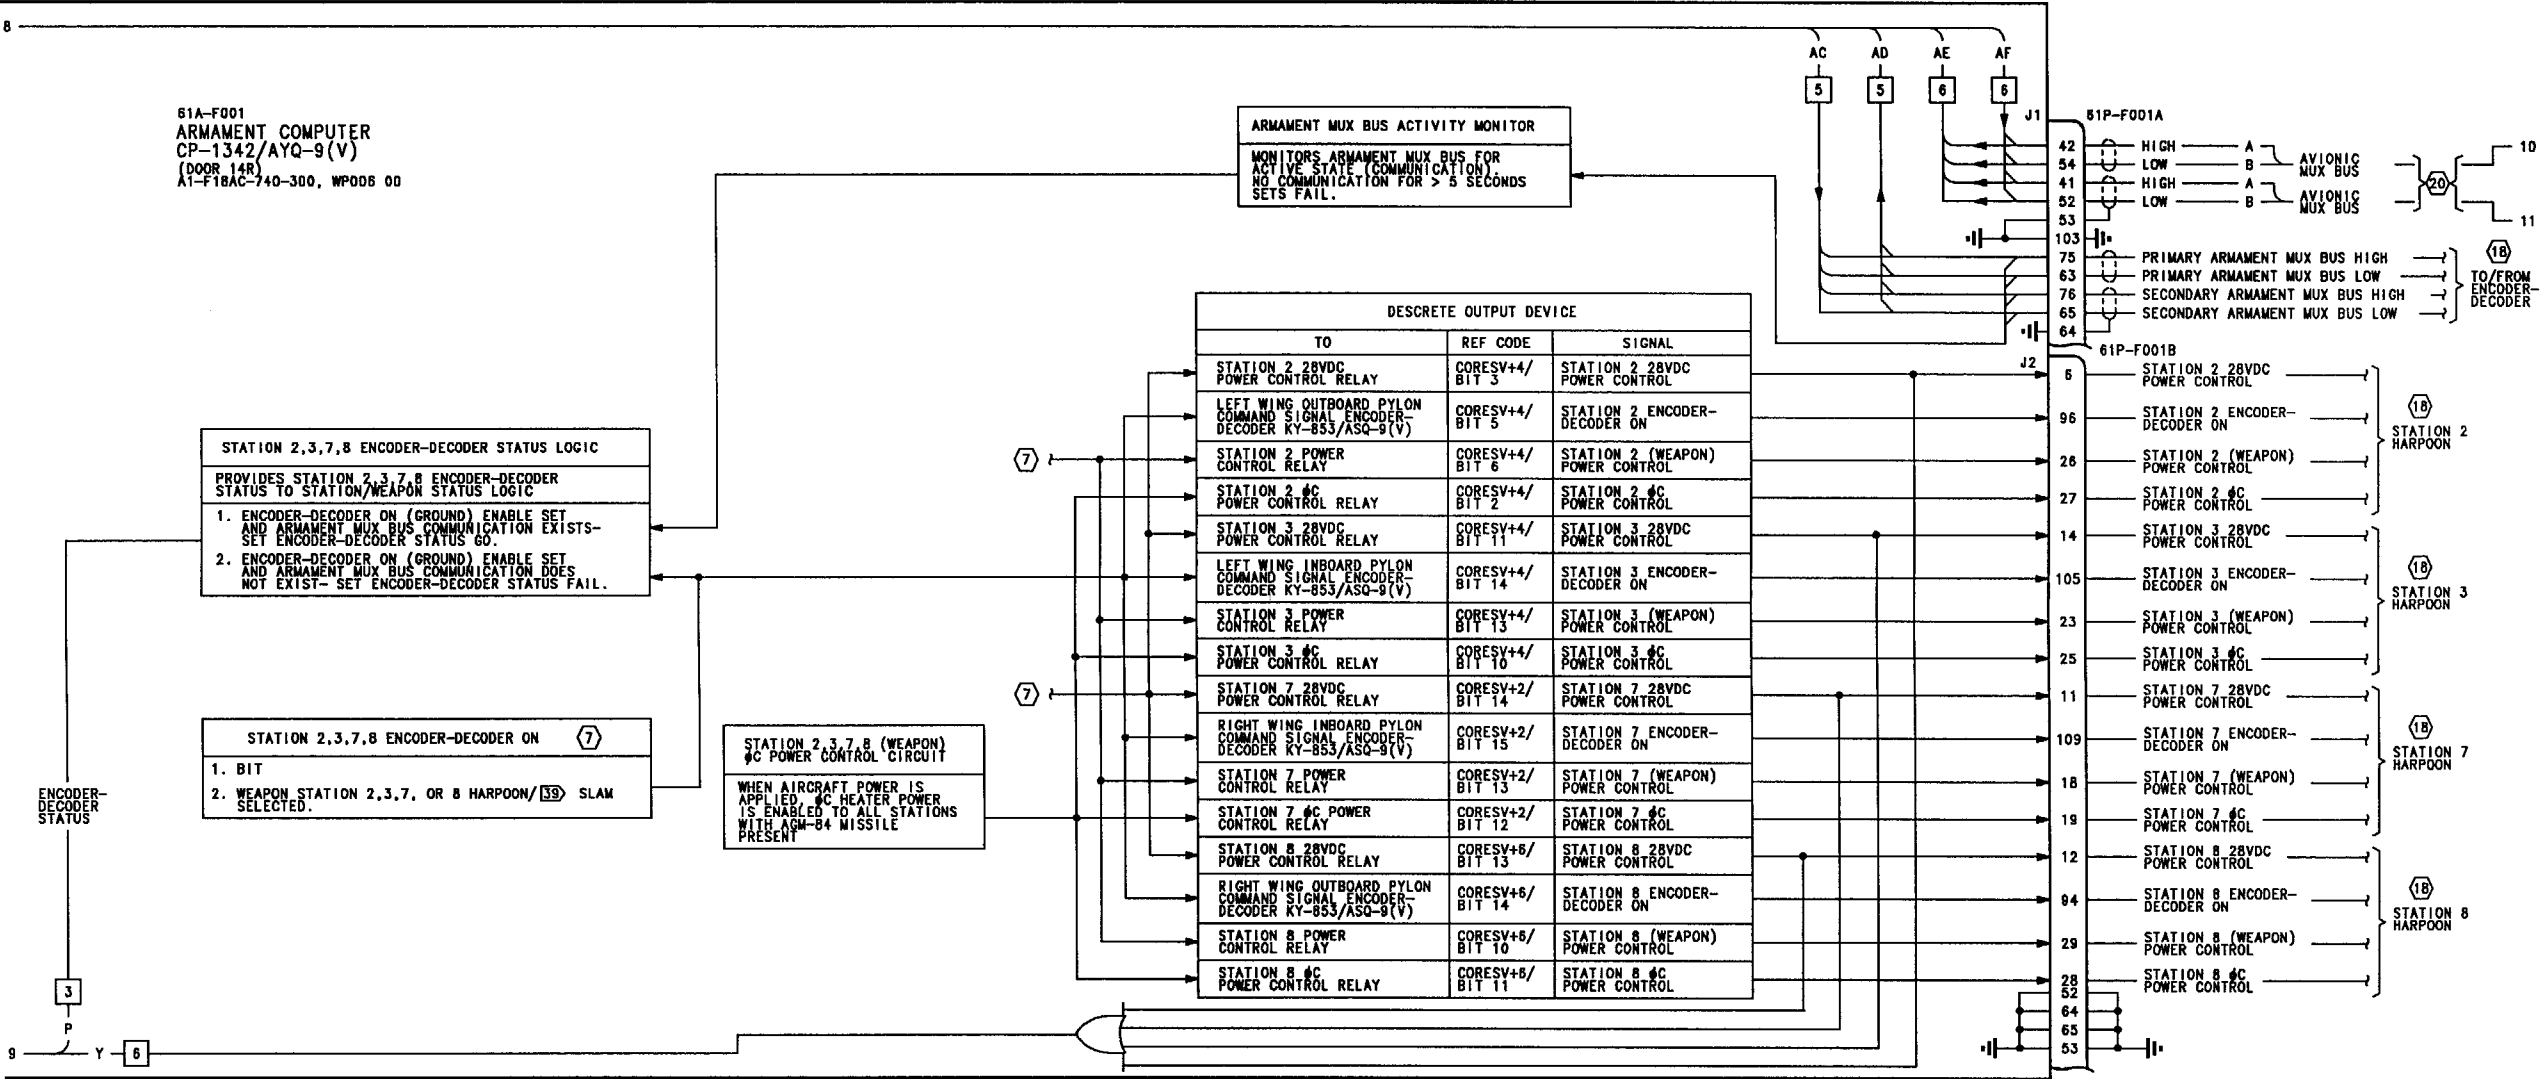 8
AC
AD
AE
AF
5
5
6
6
61A-F001
ARMAMENT COMPUTER
CP-1342/AYQ-9(V)
(DOOR 14R)
A1-F18AC-740-300, WP006 00
ARMAMENT MUX BUS ACTIVITY MONITOR
MONITORS ARMAMENT MUX BUS FOR
ACTIVE STATE (COMMUNICATION).
NO COMMUNICATION FOR > 5 SECONDS
SETS FAIL.
J1
61P-F001A
42 HIGH A
54 LOW B
AVIONIC
MUX BUS
41 HIGH A
52 LOW B
AVIONIC
MUX BUS
20
10
11
53
103
75 PRIMARY ARMAMENT MUX BUS HIGH
63 PRIMARY ARMAMENT MUX BUS LOW
76 SECONDARY ARMAMENT MUX BUS HIGH
65 SECONDARY ARMAMENT MUX BUS LOW
64
18
TO/FROM
ENCODER-
DECODER
DESCRETE OUTPUT DEVICE
TO REF CODE SIGNAL
STATION 2 28VDC CORESV+4/ STATION 2 28VDC
POWER CONTROL RELAY BIT 3 POWER CONTROL
LEFT WING OUTBOARD PYLON
COMMAND SIGNAL ENCODER- CORESV+4/ STATION 2 ENCODER-
DECODER KY-853/ASQ-9(V) BIT 5 DECODER ON
STATION 2 POWER CORESV+4/ STATION 2 (WEAPON)
CONTROL RELAY BIT 6 POWER CONTROL
STATION 2 ϕC CORESV+4/ STATION 2 ϕC
POWER CONTROL RELAY BIT 2 POWER CONTROL
STATION 3 28VDC CORESV+4/ STATION 3 28VDC
POWER CONTROL RELAY BIT 11 POWER CONTROL
LEFT WING INBOARD PYLON
COMMAND SIGNAL ENCODER- CORESV+4/ STATION 3 ENCODER-
DECODER KY-853/ASQ-9(V) BIT 14 DECODER ON
STATION 3 POWER CORESV+4/ STATION 3 (WEAPON)
CONTROL RELAY BIT 13 POWER CONTROL
STATION 3 ϕC CORESV+4/ STATION 3 ϕC
POWER CONTROL RELAY BIT 10 POWER CONTROL
STATION 7 28VDC CORESV+2/ STATION 7 28VDC
POWER CONTROL RELAY BIT 14 POWER CONTROL
RIGHT WING INBOARD PYLON
COMMAND SIGNAL ENCODER- CORESV+2/ STATION 7 ENCODER-
DECODER KY-853/ASQ-9(V) BIT 15 DECODER ON
STATION 7 POWER CORESV+2/ STATION 7 (WEAPON)
CONTROL RELAY BIT 13 POWER CONTROL
STATION 7 ϕC POWER CORESV+2/ STATION 7 ϕC
CONTROL RELAY BIT 12 POWER CONTROL
STATION 8 28VDC CORESV+6/ STATION 8 28VDC
POWER CONTROL RELAY BIT 13 POWER CONTROL
RIGHT WING OUTBOARD PYLON
COMMAND SIGNAL ENCODER- CORESV+6/ STATION 8 ENCODER-
DECODER KY-853/ASQ-9(V) BIT 14 DECODER ON
STATION 8 POWER CORESV+6/ STATION 8 (WEAPON)
CONTROL RELAY BIT 10 POWER CONTROL
STATION 8 ϕC CORESV+6/ STATION 8 ϕC
POWER CONTROL RELAY BIT 11 POWER CONTROL
7
7
J2
61P-F001B
6 STATION 2 28VDC
POWER CONTROL
96 STATION 2 ENCODER-
DECODER ON
26 STATION 2 (WEAPON)
POWER CONTROL
27 STATION 2 ϕC
POWER CONTROL
18
STATION 2
HARPOON
14 STATION 3 28VDC
POWER CONTROL
105 STATION 3 ENCODER-
DECODER ON
23 STATION 3 (WEAPON)
POWER CONTROL
25 STATION 3 ϕC
POWER CONTROL
18
STATION 3
HARPOON
11 STATION 7 28VDC
POWER CONTROL
109 STATION 7 ENCODER-
DECODER ON
18 STATION 7 (WEAPON)
POWER CONTROL
19 STATION 7 ϕC
POWER CONTROL
18
STATION 7
HARPOON
12 STATION 8 28VDC
POWER CONTROL
94 STATION 8 ENCODER-
DECODER ON
29 STATION 8 (WEAPON)
POWER CONTROL
28 STATION 8 ϕC
POWER CONTROL
18
STATION 8
HARPOON
52
64
65
53
STATION 2,3,7,8 ENCODER-DECODER STATUS LOGIC
PROVIDES STATION 2,3,7,8 ENCODER-DECODER
STATUS TO STATION/WEAPON STATUS LOGIC
1. ENCODER-DECODER ON (GROUND) ENABLE SET
AND ARMAMENT MUX BUS COMMUNICATION EXISTS-
SET ENCODER-DECODER STATUS GO.
2. ENCODER-DECODER ON (GROUND) ENABLE SET
AND ARMAMENT MUX BUS COMMUNICATION DOES
NOT EXIST- SET ENCODER-DECODER STATUS FAIL.
STATION 2,3,7,8 ENCODER-DECODER ON 7
1. BIT
2. WEAPON STATION 2,3,7, OR 8 HARPOON/ 39 SLAM
SELECTED.
STATION 2,3,7,8 (WEAPON)
ϕC POWER CONTROL CIRCUIT
WHEN AIRCRAFT POWER IS
APPLIED, ϕC HEATER POWER
IS ENABLED TO ALL STATIONS
WITH AGM-84 MISSILE
PRESENT
ENCODER-
DECODER
STATUS
3
P
9 Y 6